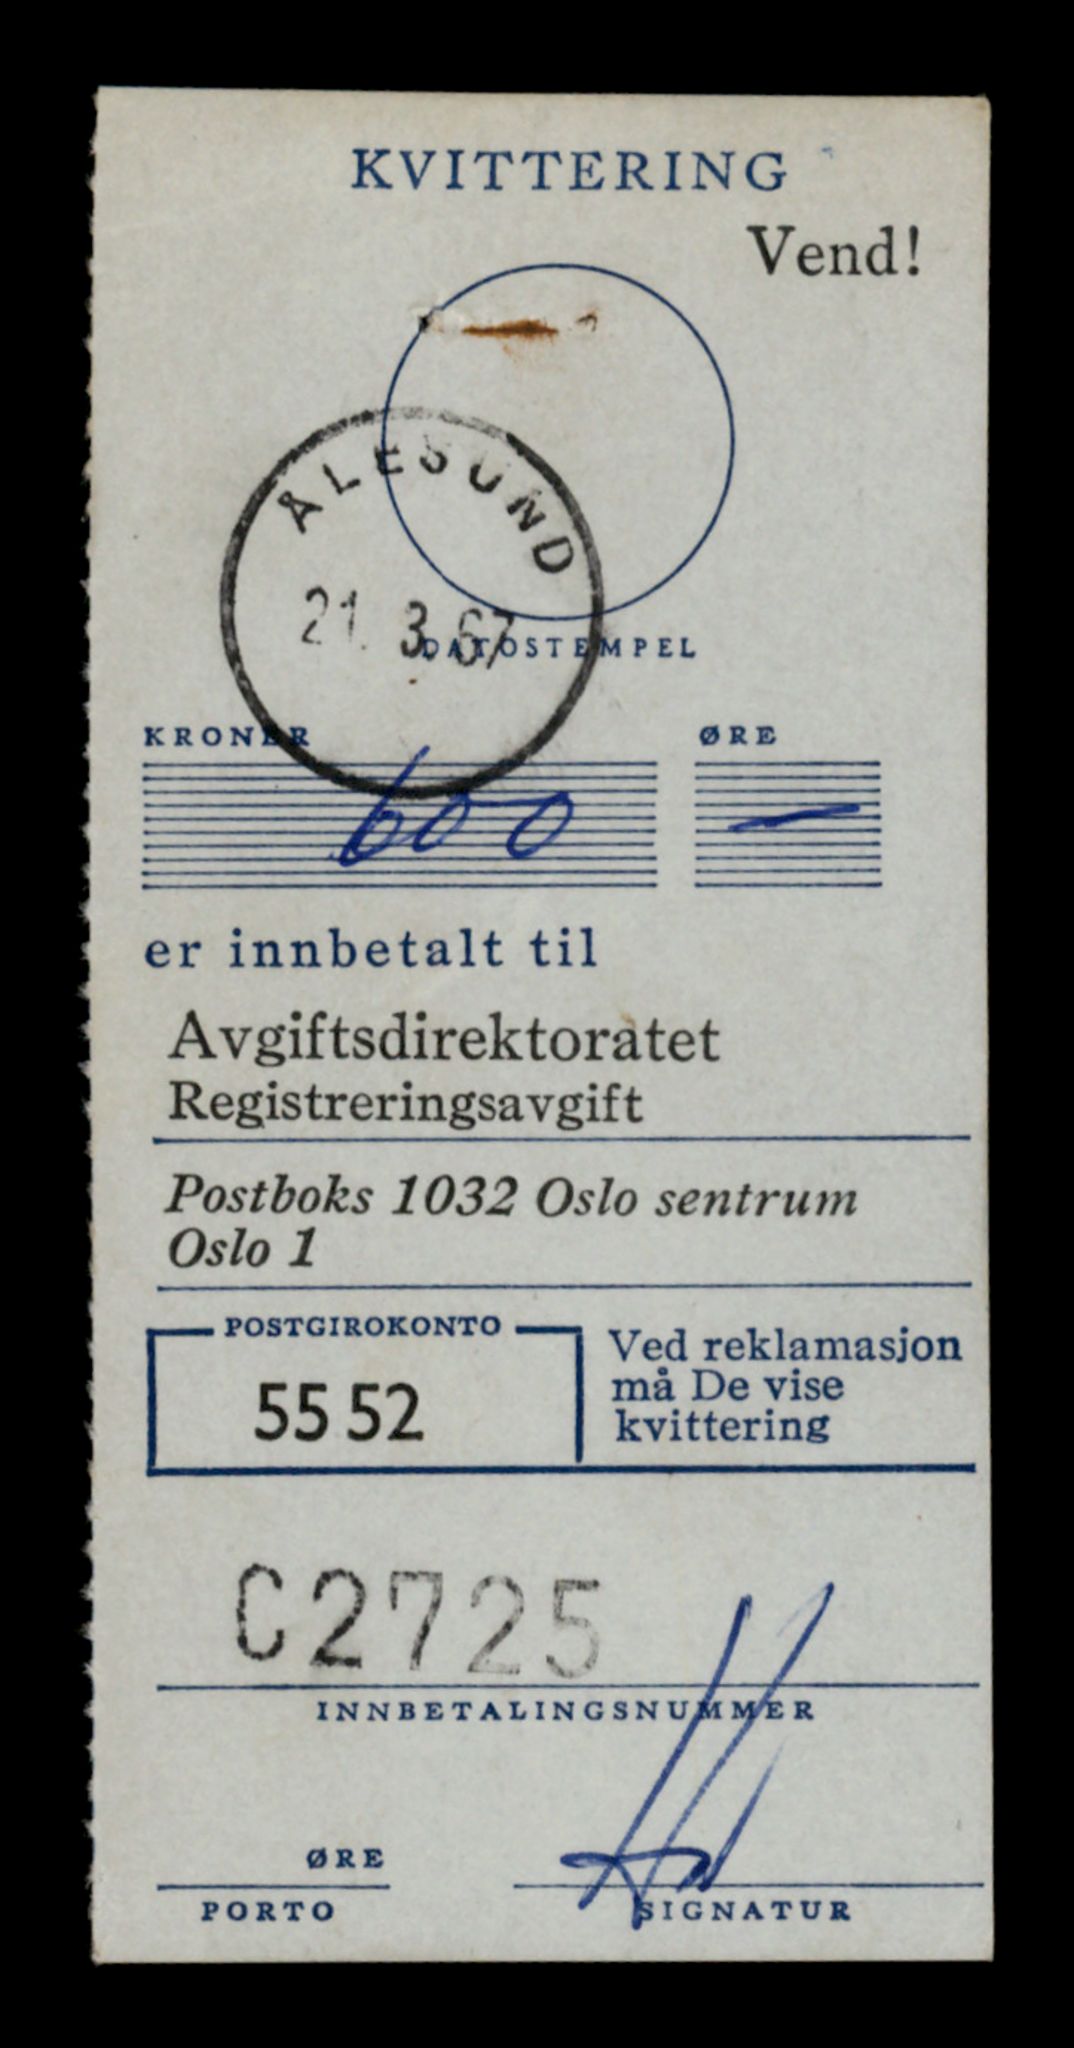 KVITTERING
Vend!
ÅLESUND
21. 3. 67
DATOSTEMPEL
KRONER
ØRE
600
—
er innbetalt til
Avgiftsdirektoratet
Registreringsavgift
Postboks 1032 Oslo sentrum
Oslo 1
POSTGIROKONTO
55 52
Ved reklamasjon
må De vise
kvittering
C2725
INNBETALINGSNUMMER
ØRE
PORTO
SIGNATUR